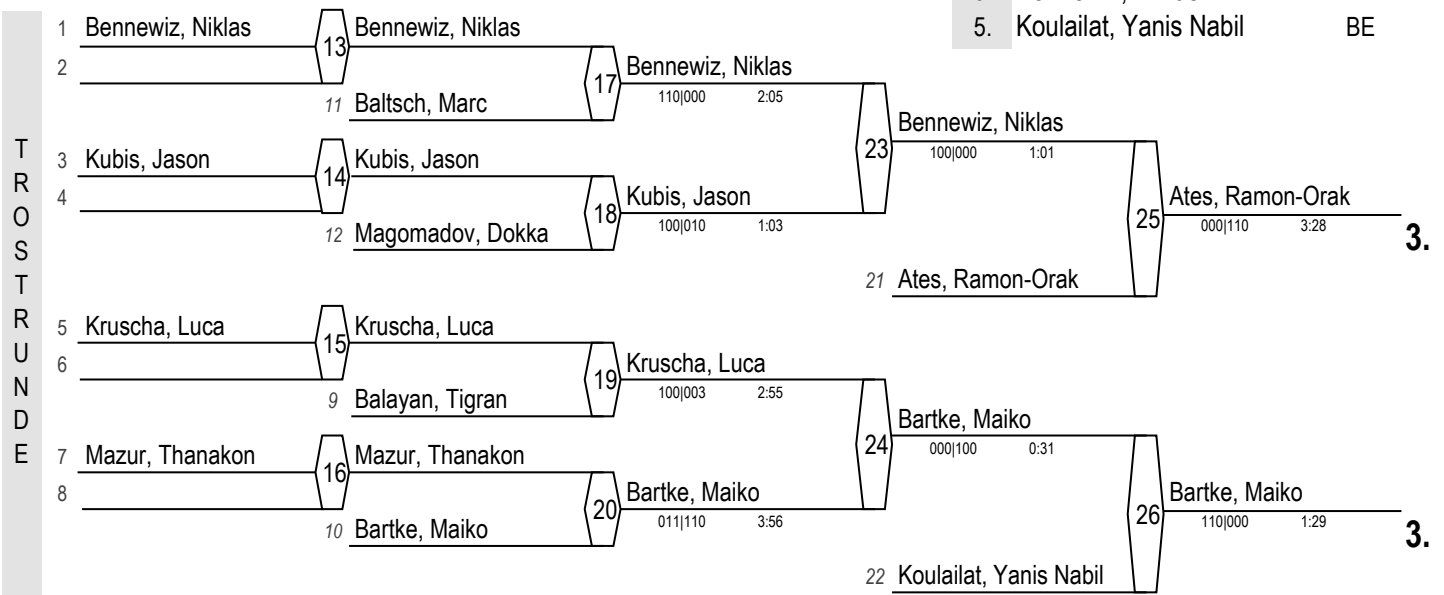 5. Koulailat, Yanis Nabil BE
TROSTRUNDE
1 Bennewiz, Niklas 13 Bennewiz, Niklas
2
17 Bennewiz, Niklas
110|000 2:05
11 Baltsch, Marc
23 Bennewiz, Niklas
100|000 1:01
3 Kubis, Jason 14 Kubis, Jason
4
18 Kubis, Jason
100|010 1:03
12 Magomadov, Dokka
25 Ates, Ramon-Orak
000|110 3:28
3.
21 Ates, Ramon-Orak
5 Kruscha, Luca 15 Kruscha, Luca
6
19 Kruscha, Luca
100|003 2:55
9 Balayan, Tigran
24 Bartke, Maiko
000|100 0:31
7 Mazur, Thanakon 16 Mazur, Thanakon
8
20 Bartke, Maiko
011|110 3:56
10 Bartke, Maiko
26 Bartke, Maiko
110|000 1:29
3.
22 Koulailat, Yanis Nabil